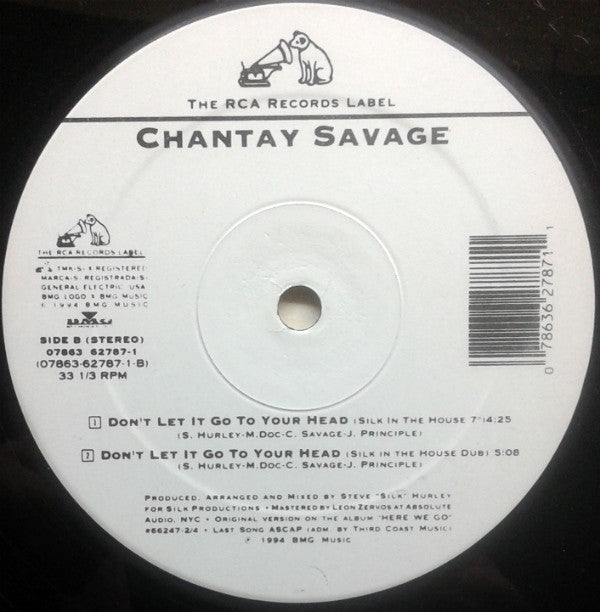 THE RCA RECORDS LABEL
CHANTAY SAVAGE
THE RCA RECORDS LABEL
TMK(S) ® REGISTERED
MARCA(S) REGISTRADA(S)
GENERAL ELECTRIC, USA
BMG LOGO ® BMG MUSIC
© 1994 BMG MUSIC
BMG
SIDE B (STEREO)
07863 62787-1
(07863-62787-1-B)
33 1/3 RPM
0 78636 27871 1
1 DON'T LET IT GO TO YOUR HEAD (SILK IN THE HOUSE 7") 4:25
(S. HURLEY-M.DOC-C. SAVAGE-J. PRINCIPLE)
2 DON'T LET IT GO TO YOUR HEAD (SILK IN THE HOUSE DUB) 5:08
(S. HURLEY-M.DOC-C. SAVAGE-J. PRINCIPLE)
PRODUCED, ARRANGED AND MIXED BY STEVE "SILK" HURLEY
FOR SILK PRODUCTIONS • MASTERED BY LEON ZERVOS AT ABSOLUTE
AUDIO, NYC • ORIGINAL VERSION ON THE ALBUM "HERE WE GO"
#66247-2/4 • LAST SONG ASCAP (ADM. BY THIRD COAST MUSIC)
℗ 1994 BMG MUSIC